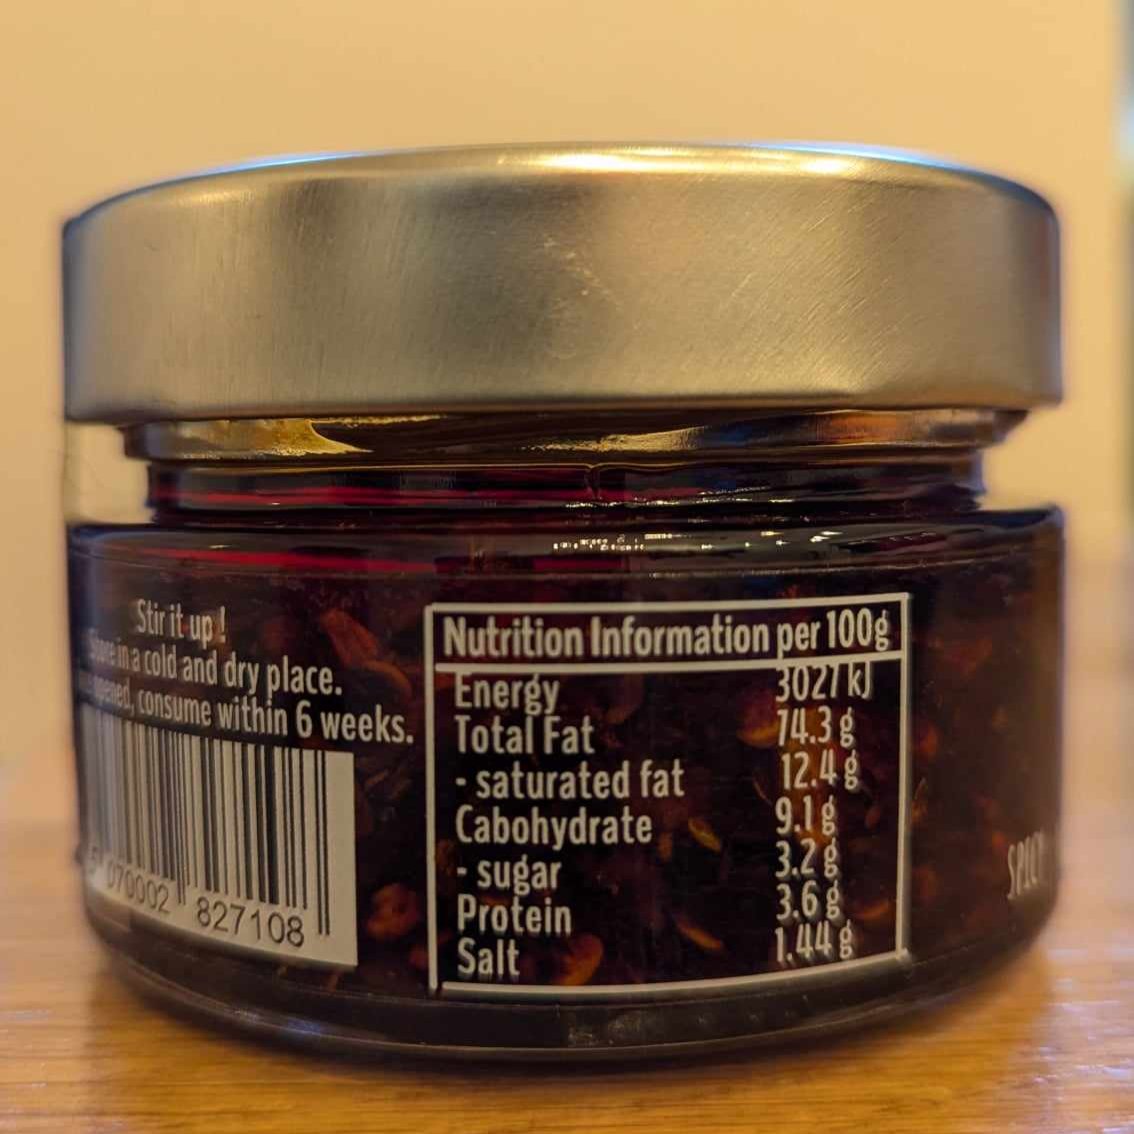 Stir it up !
Store in a cold and dry place.
opened, consume within 6 weeks.
5 070002 827108
Nutrition Information per 100g
Energy 3027 kJ
Total Fat 74.3 g
- saturated fat 12.4 g
Cabohydrate 9.1 g
- sugar 3.2 g
Protein 3.6 g
Salt 1.44 g
SPICY